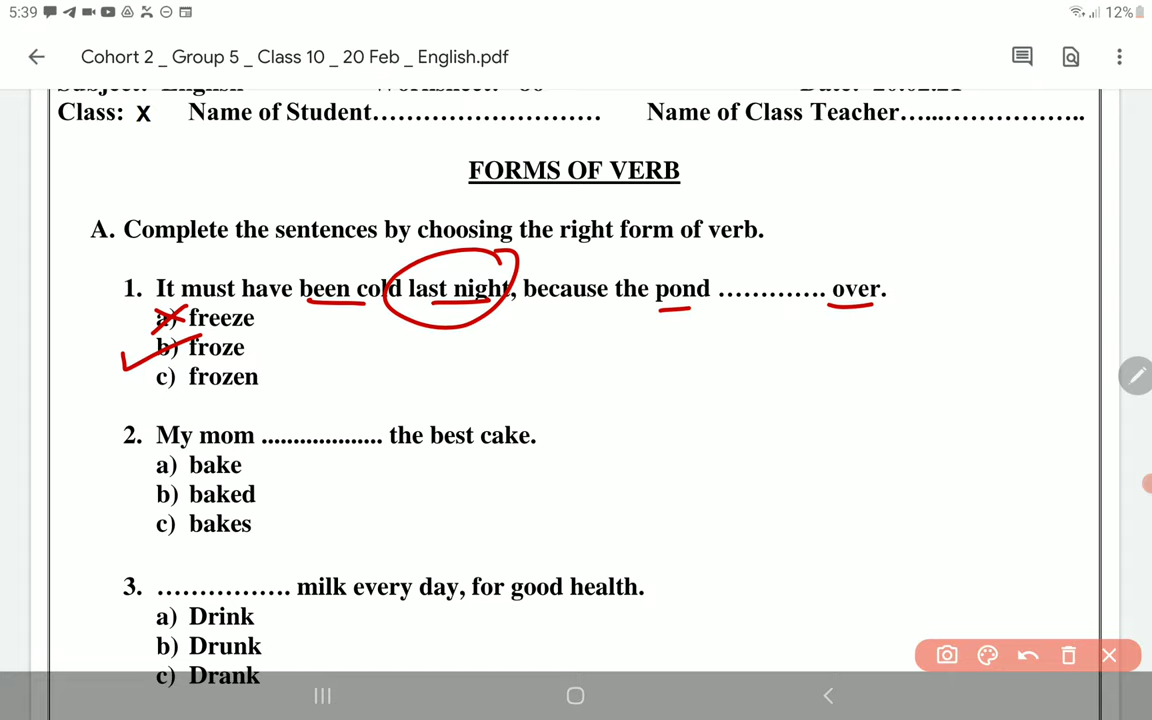 5:39 12%
Cohort 2 _ Group 5 _ Class 10 _ 20 Feb _ English.pdf
Class: X Name of Student……………………… Name of Class Teacher…...……………..
FORMS OF VERB
A. Complete the sentences by choosing the right form of verb.
1. It must have been cold last night, because the pond …………. over.
a) freeze
b) froze
c) frozen
2. My mom ................... the best cake.
a) bake
b) baked
c) bakes
3. ……………. milk every day, for good health.
a) Drink
b) Drunk
c) Drank